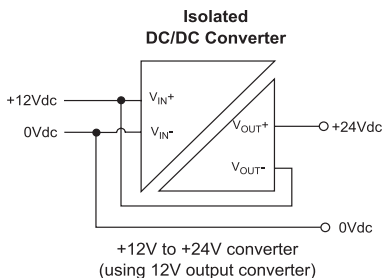 Isolated
DC/DC Converter
+12Vdc
VIN+
0Vdc
VIN-
VOUT+
+24Vdc
VOUT-
0Vdc
+12V to +24V converter
(using 12V output converter)